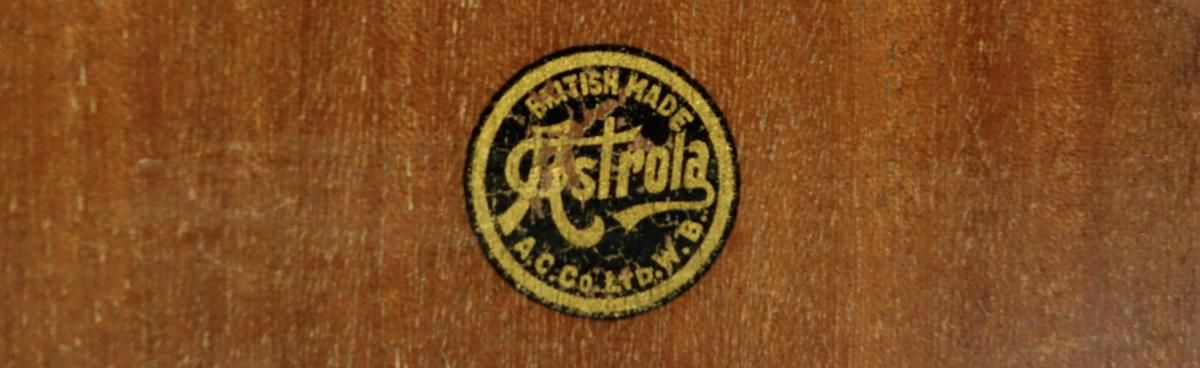 BRITISH MADE
Astrola
A.C.Co. LTD. W.B.